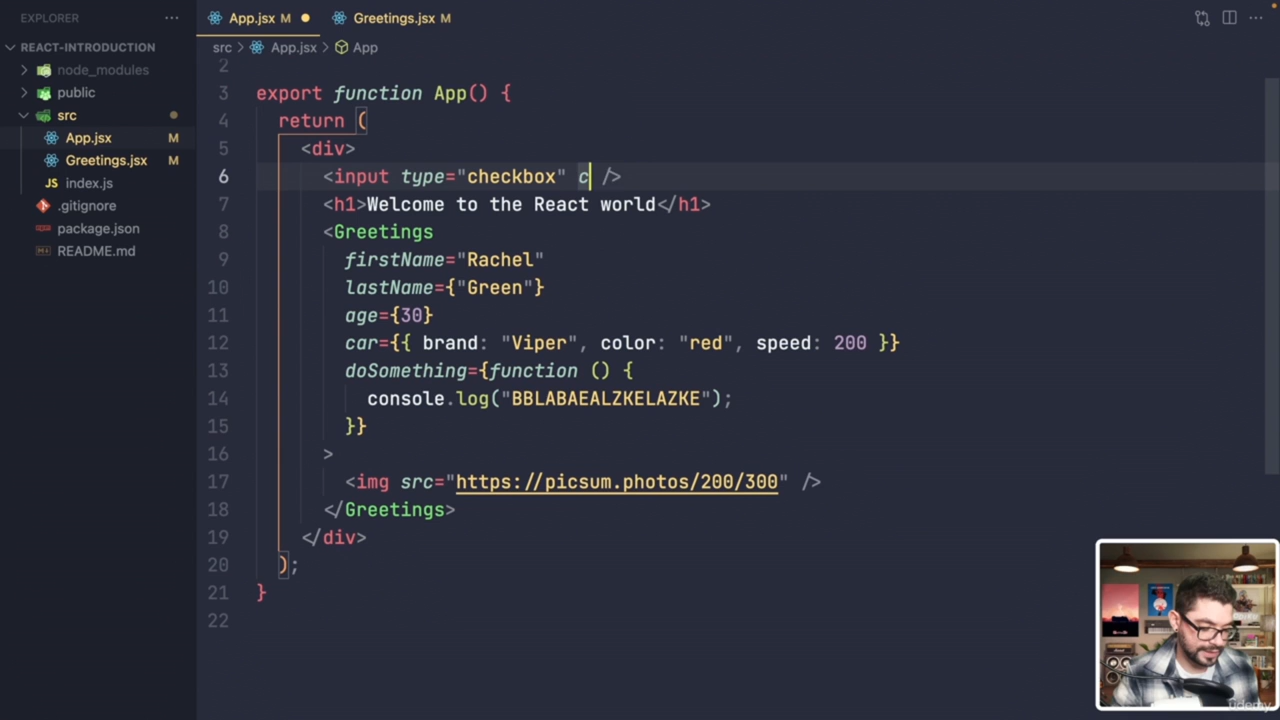 EXPLORER
App.jsx M
Greetings.jsx M
REACT-INTRODUCTION
src > App.jsx > App
node_modules
public
src
App.jsx M
Greetings.jsx M
JS index.js
.gitignore
package.json
README.md
2
3 export function App() {
4 return (
5 <div>
6 <input type="checkbox" c />
7 <h1>Welcome to the React world</h1>
8 <Greetings
9 firstName="Rachel"
10 lastName={"Green"}
11 age={30}
12 car={{ brand: "Viper", color: "red", speed: 200 }}
13 doSomething={function () {
14 console.log("BBLABAEALZKELAZKE");
15 }}
16 >
17 <img src="https://picsum.photos/200/300" />
18 </Greetings>
19 </div>
20 );
21 }
22
udemy